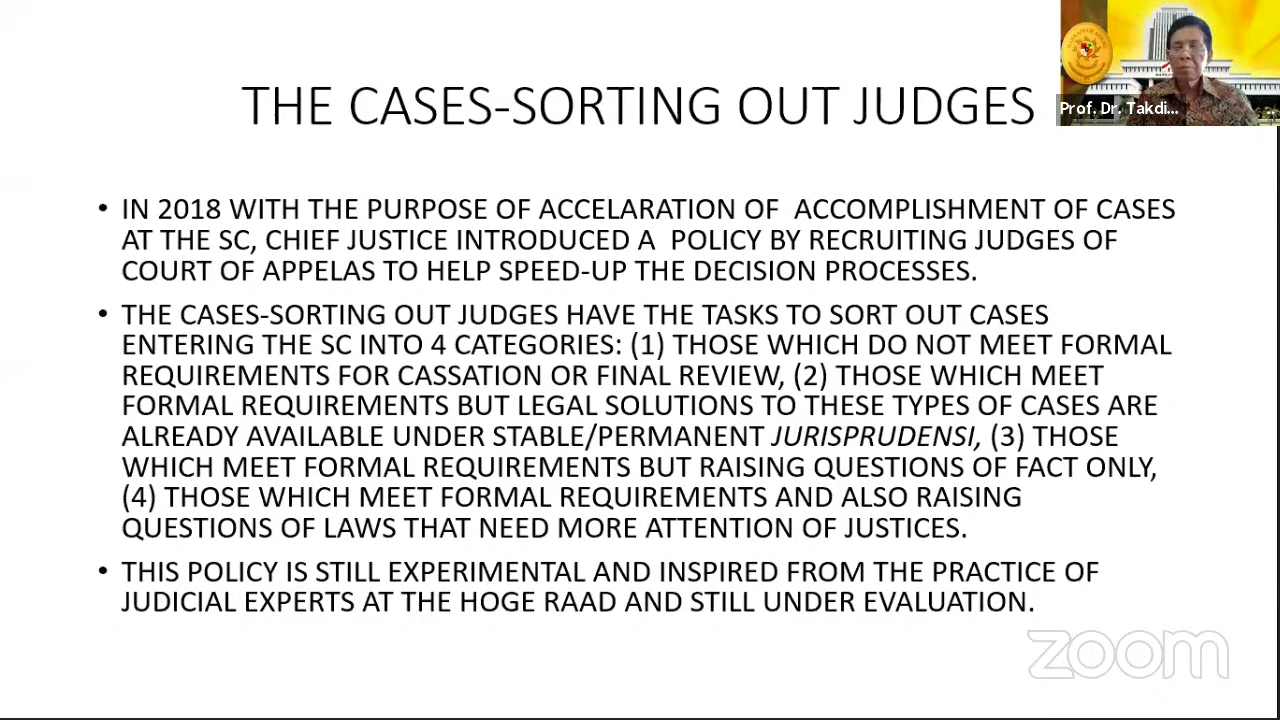 THE CASES-SORTING OUT JUDGES
Prof. Dr. Takdi...
• IN 2018 WITH THE PURPOSE OF ACCELARATION OF ACCOMPLISHMENT OF CASES
AT THE SC, CHIEF JUSTICE INTRODUCED A POLICY BY RECRUITING JUDGES OF
COURT OF APPELAS TO HELP SPEED-UP THE DECISION PROCESSES.
• THE CASES-SORTING OUT JUDGES HAVE THE TASKS TO SORT OUT CASES
ENTERING THE SC INTO 4 CATEGORIES: (1) THOSE WHICH DO NOT MEET FORMAL
REQUIREMENTS FOR CASSATION OR FINAL REVIEW, (2) THOSE WHICH MEET
FORMAL REQUIREMENTS BUT LEGAL SOLUTIONS TO THESE TYPES OF CASES ARE
ALREADY AVAILABLE UNDER STABLE/PERMANENT JURISPRUDENSI, (3) THOSE
WHICH MEET FORMAL REQUIREMENTS BUT RAISING QUESTIONS OF FACT ONLY,
(4) THOSE WHICH MEET FORMAL REQUIREMENTS AND ALSO RAISING
QUESTIONS OF LAWS THAT NEED MORE ATTENTION OF JUSTICES.
• THIS POLICY IS STILL EXPERIMENTAL AND INSPIRED FROM THE PRACTICE OF
JUDICIAL EXPERTS AT THE HOGE RAAD AND STILL UNDER EVALUATION.
zoom